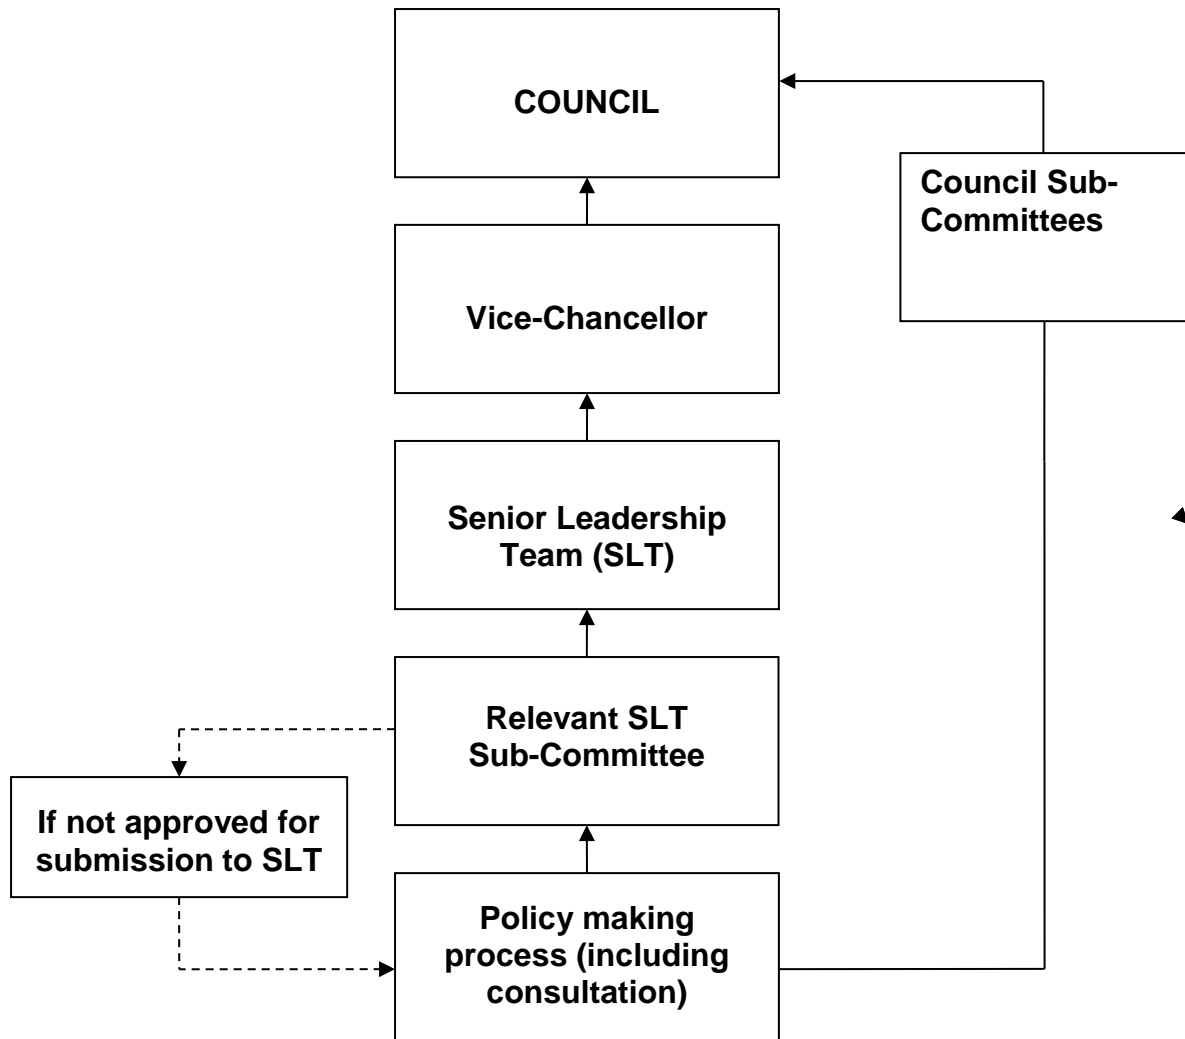 COUNCIL
Council Sub-
Committees
Vice-Chancellor
Senior Leadership
Team (SLT)
Relevant SLT
Sub-Committee
If not approved for
submission to SLT
Policy making
process (including
consultation)